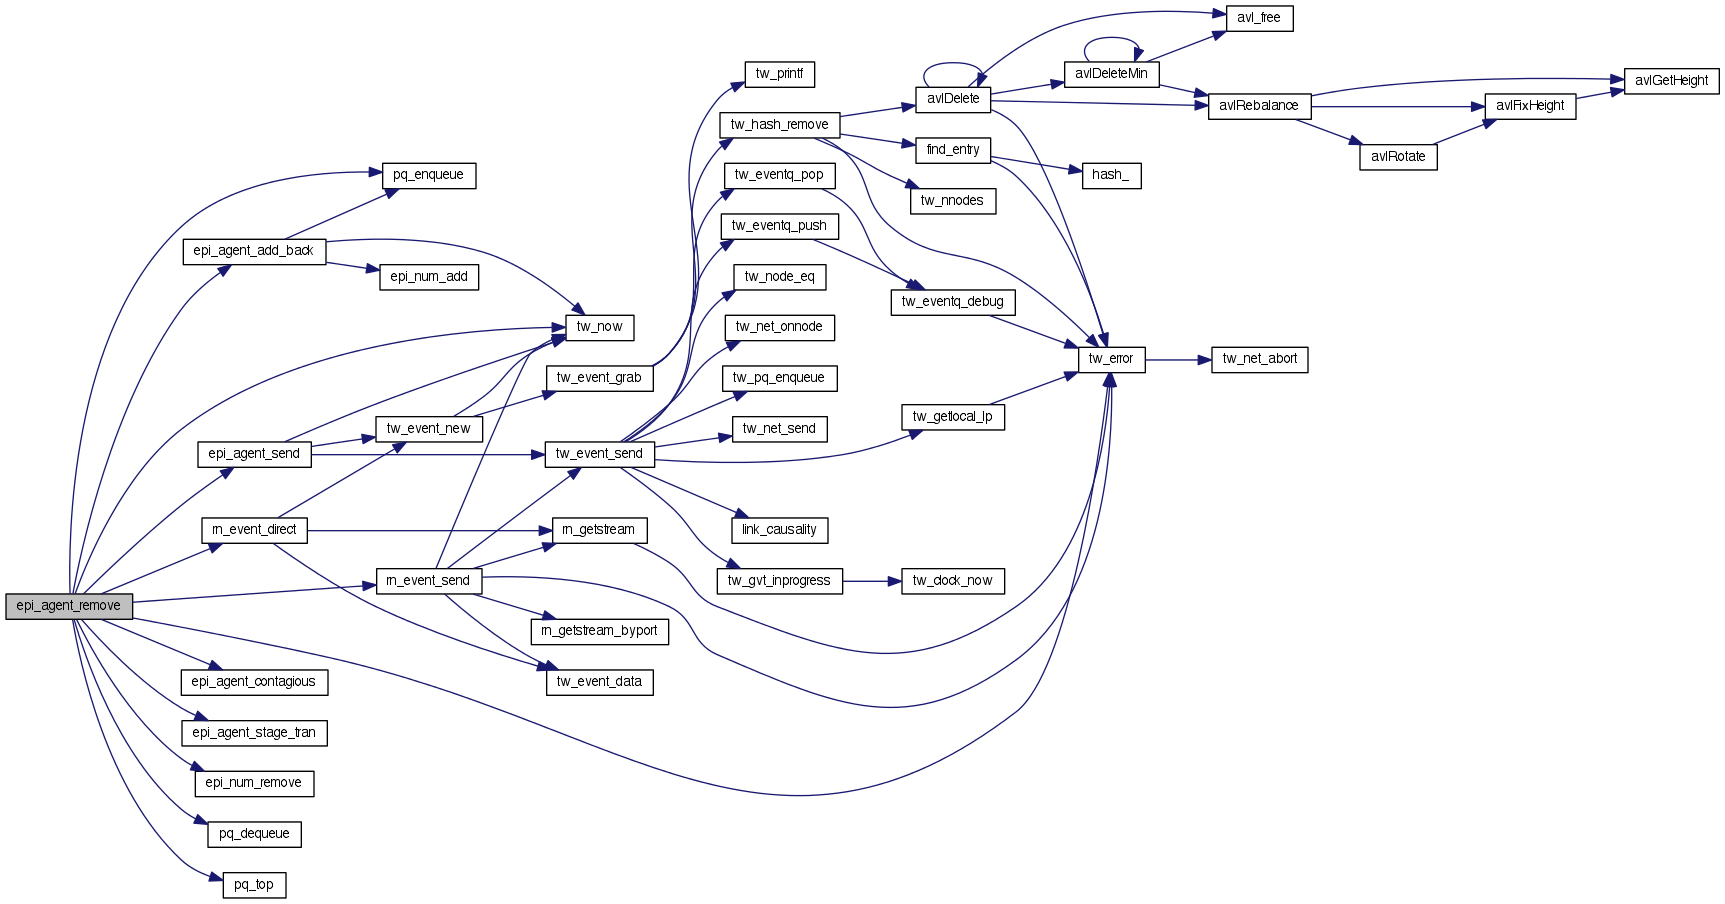 avl_free
tw_printf
avlDeleteMin
avlGetHeight
avlDelete
avlRebalance
avlFixHeight
tw_hash_remove
find_entry
avlRotate
pq_enqueue
tw_eventq_pop
hash_
tw_nnodes
tw_eventq_push
epi_agent_add_back
epi_num_add
tw_node_eq
tw_eventq_debug
tw_now
tw_net_onnode
tw_error
tw_net_abort
tw_event_grab
tw_pq_enqueue
tw_getlocal_lp
tw_event_new
tw_net_send
epi_agent_send
tw_event_send
rn_event_direct
rn_getstream
link_causality
rn_event_send
tw_gvt_inprogress
tw_clock_now
epi_agent_remove
rn_getstream_byport
epi_agent_contagious
tw_event_data
epi_agent_stage_tran
epi_num_remove
pq_dequeue
pq_top